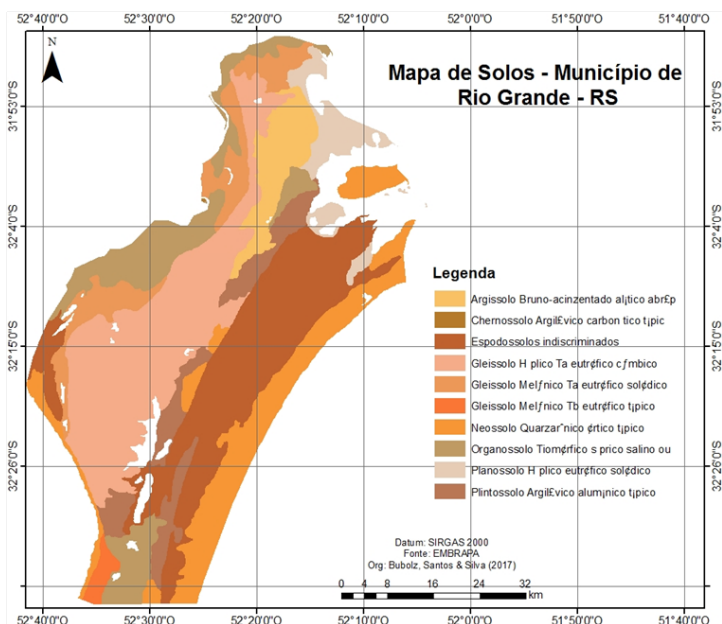 52°40'0"O 52°30'0"O 52°20'0"O 52°10'0"O 52°0'0"O 51°50'0"O 51°40'0"O
N
Mapa de Solos - Município de
Rio Grande - RS
31°53'0"S 31°53'0"S
32°4'0"S 32°4'0"S
Legenda
Argissolo Bruno-acinzentado al¡tico abr£p
Chernossolo Argil£vico carbon tico t¡pic
32°15'0"S 32°15'0"S
Espodossolos indiscriminados
Gleissolo H plico Ta eutr¢fico cƒmbico
Gleissolo Melƒnico Ta eutr¢fico sol¢dico
Gleissolo Melƒnico Tb eutr¢fico t¡pico
Neossolo Quarzarˆnico ¢rtico t¡pico
Organossolo Tiom¢rfico s prico salino ou
32°26'0"S 32°26'0"S
Planossolo H plico eutr¢fico sol¢dico
Plintossolo Argil£vico alum¡nico t¡pico
Datum: SIRGAS 2000
Fonte: EMBRAPA
Org: Bubolz, Santos & Silva (2017)
0 4 8 16 24 32
km
52°40'0"O 52°30'0"O 52°20'0"O 52°10'0"O 52°0'0"O 51°50'0"O 51°40'0"O